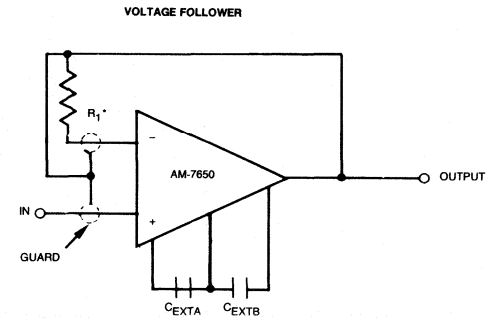 VOLTAGE FOLLOWER
R1*
−
AM-7650
OUTPUT
IN
+
GUARD
CEXTA
CEXTB